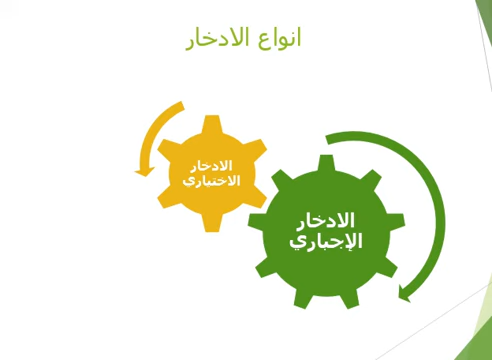 انواع الادخار
الادخار
الاختياري
الادخار
الإجباري